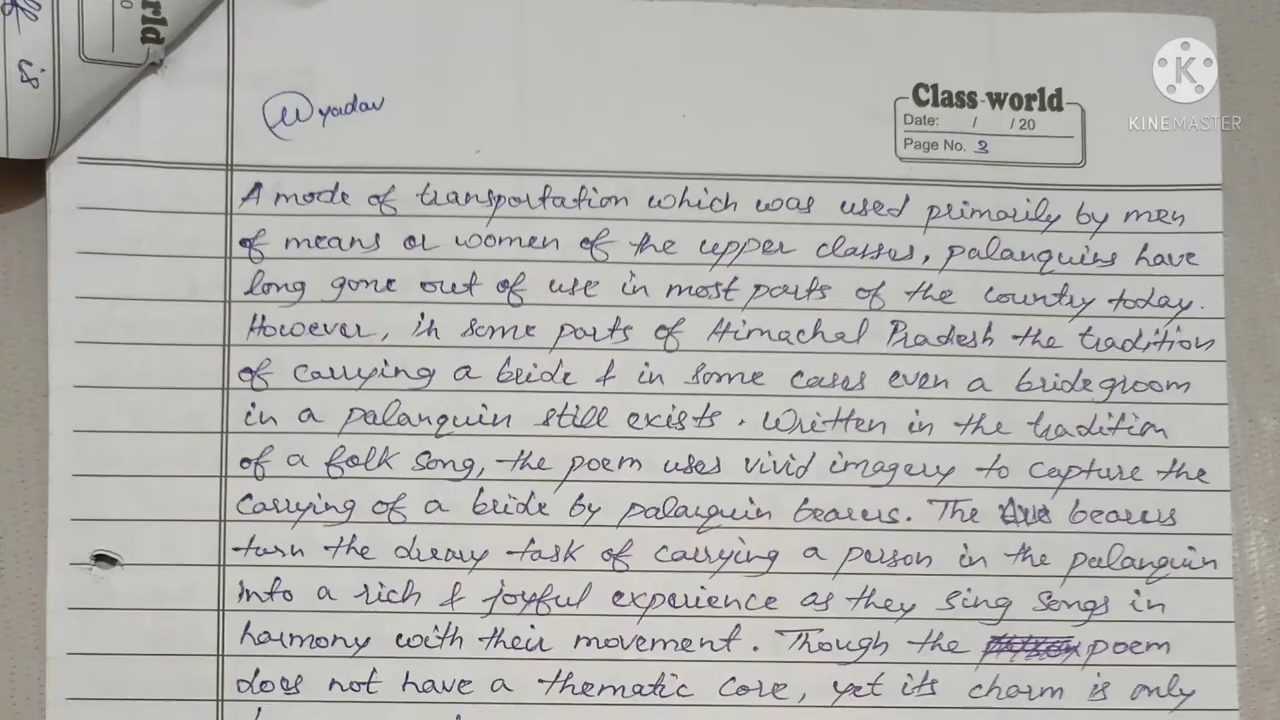 rld
0
is
yadav
Class world
Date: / / 20
Page No. 3
KINEMASTER
A mode of transportation which was used primarily by men
of means or women of the upper classes, palanquins have
long gone out of use in most parts of the country today.
However, in some parts of Himachal Pradesh the tradition
of carrying a bride & in some cases even a bridegroom
in a palanquin still exists. Written in the tradition
of a folk song, the poem uses vivid imagery to capture the
carrying of a bride by palanquin bearers. The bearers
turn the dreary task of carrying a person in the palanquin
into a rich & joyful experience as they sing songs in
harmony with their movement. Though the poem
does not have a thematic core, yet its charm is only